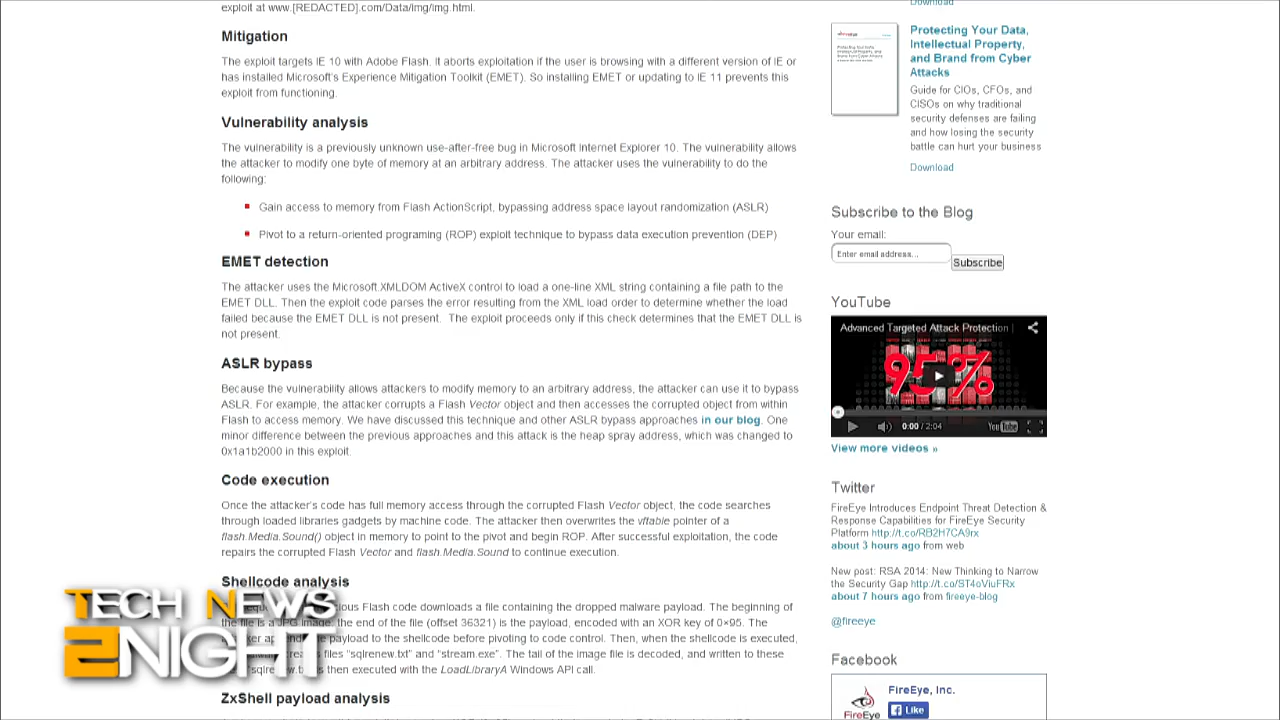 exploit at www.[REDACTED].com/Data/img/img.html.
Mitigation
The exploit targets IE 10 with Adobe Flash. It aborts exploitation if the user is browsing with a different version of IE or
has installed Microsoft's Experience Mitigation Toolkit (EMET). So installing EMET or updating to IE 11 prevents this
exploit from functioning.
Vulnerability analysis
The vulnerability is a previously unknown use-after-free bug in Microsoft Internet Explorer 10. The vulnerability allows
the attacker to modify one byte of memory at an arbitrary address. The attacker uses the vulnerability to do the
following:
Gain access to memory from Flash ActionScript, bypassing address space layout randomization (ASLR)
Pivot to a return-oriented programing (ROP) exploit technique to bypass data execution prevention (DEP)
EMET detection
The attacker uses the Microsoft.XMLDOM ActiveX control to load a one-line XML string containing a file path to the
EMET DLL. Then the exploit code parses the error resulting from the XML load order to determine whether the load
failed because the EMET DLL is not present. The exploit proceeds only if this check determines that the EMET DLL is
not present.
ASLR bypass
Because the vulnerability allows attackers to modify memory to an arbitrary address, the attacker can use it to bypass
ASLR. For example, the attacker corrupts a Flash Vector object and then accesses the corrupted object from within
Flash to access memory. We have discussed this technique and other ASLR bypass approaches in our blog. One
minor difference between the previous approaches and this attack is the heap spray address, which was changed to
0x1a1b2000 in this exploit.
Code execution
Once the attacker's code has full memory access through the corrupted Flash Vector object, the code searches
through loaded libraries gadgets by machine code. The attacker then overwrites the vftable pointer of a
flash.Media.Sound() object in memory to point to the pivot and begin ROP. After successful exploitation, the code
repairs the corrupted Flash Vector and flash.Media.Sound to continue execution.
Shellcode analysis
Flash code downloads a file containing the dropped malware payload. The beginning of
the file is a JPG image; the end of the file (offset 36321) is the payload, encoded with an XOR key of 0×95. The
payload to the shellcode before pivoting to code control. Then, when the shellcode is executed,
files "sqlrenew.txt" and "stream.exe". The tail of the image file is decoded, and written to these
is then executed with the LoadLibraryA Windows API call.
ZxShell payload analysis
Download
Protecting Your Data,
Intellectual Property,
and Brand from Cyber
Attacks
Guide for CIOs, CFOs, and
CISOs on why traditional
security defenses are failing
and how losing the security
battle can hurt your business
Download
Subscribe to the Blog
Your email:
Enter email address...
Subscribe
YouTube
Advanced Targeted Attack Protection |
95%
0:00 / 2:04
YouTube
View more videos »
Twitter
FireEye Introduces Endpoint Threat Detection &
Response Capabilities for FireEye Security
Platform http://t.co/RB2H7CA9rx
about 3 hours ago from web
New post: RSA 2014: New Thinking to Narrow
the Security Gap http://t.co/ST4oViuFRx
about 7 hours ago from fireeye-blog
@fireeye
Facebook
FireEye, Inc.
FireEye
Like
TECH NEWS
2NIGHT